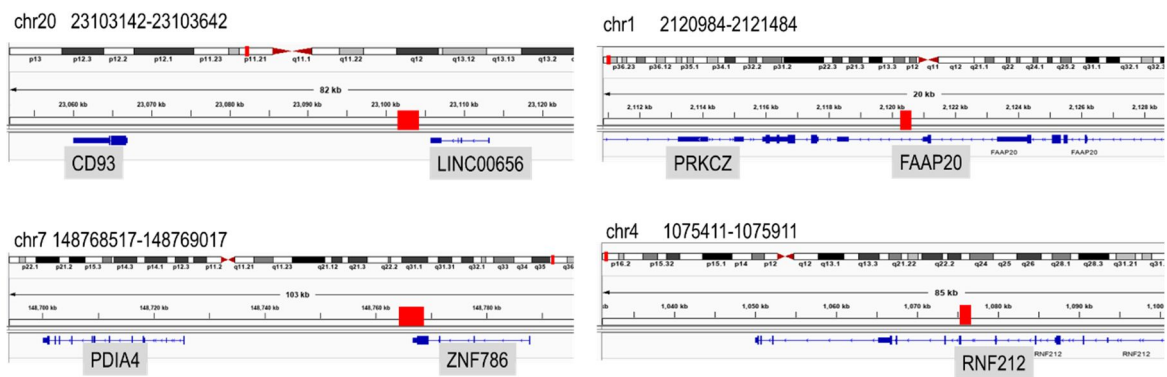 chr20 23103142-23103642
p13 p12.3 p12.2 p12.1 p11.23 p11.21 q11.1 q11.22 q12 q13.12 q13.13 q13.2
82 kb
23,060 kb 23,070 kb 23,080 kb 23,090 kb 23,100 kb 23,110 kb 23,120 kb
CD93 LINC00656
chr1 2120984-2121484
p36.23 p36.12 p35.1 p34.1 p32.2 p31.2 p22.3 p21.3 p13.3 p12 q11 q12 q21.1 q22 q24.1 q25.2 q31.1 q32.1 q32.3
20 kb
2,112 kb 2,114 kb 2,116 kb 2,118 kb 2,120 kb 2,122 kb 2,124 kb 2,126 kb 2,128 kb
FAAP20 FAAP20
PRKCZ FAAP20
chr7 148768517-148769017
p22.1 p21.2 p15.3 p14.3 p14.1 p12.3 p11.2 q11.21 q11.23 q21.12 q21.3 q22.2 q31.1 q31.31 q32.1 q33 q34 q35 q36
103 kb
148,700 kb 148,720 kb 148,740 kb 148,760 kb 148,780 kb
PDIA4 ZNF786
chr4 1075411-1075911
p16.2 p15.32 p15.1 p14 p12 q12 q13.1 q13.3 q21.22 q22.2 q24 q25 q26 q28.1 q28.3 q31.21 q31
kb 1,040 kb 1,050 kb 1,060 kb 1,070 kb 1,080 kb 1,090 kb 1,100
85 kb
RNF212 RNF212
RNF212